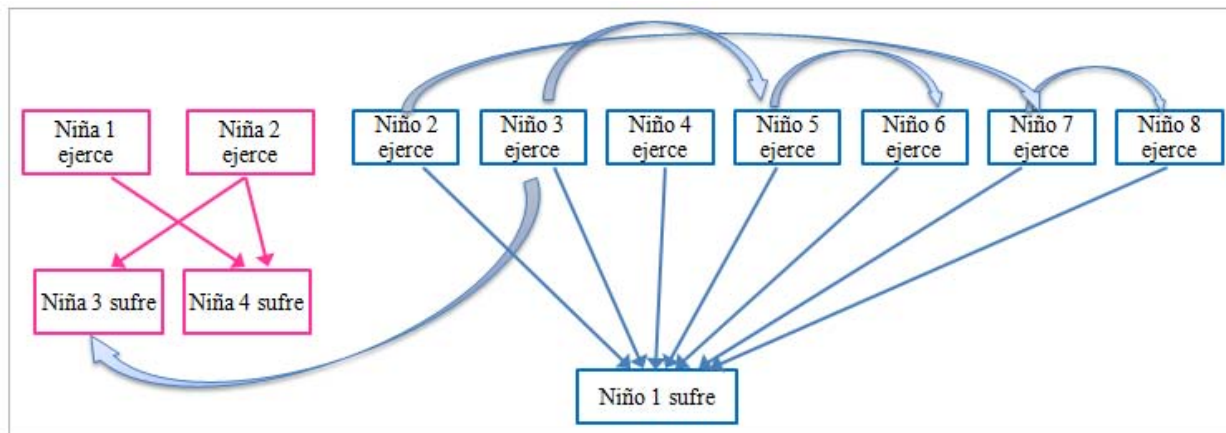 Niña 1
ejerce
Niña 2
ejerce
Niño 2
ejerce
Niño 3
ejerce
Niño 4
ejerce
Niño 5
ejerce
Niño 6
ejerce
Niño 7
ejerce
Niño 8
ejerce
Niña 3 sufre
Niña 4 sufre
Niño 1 sufre